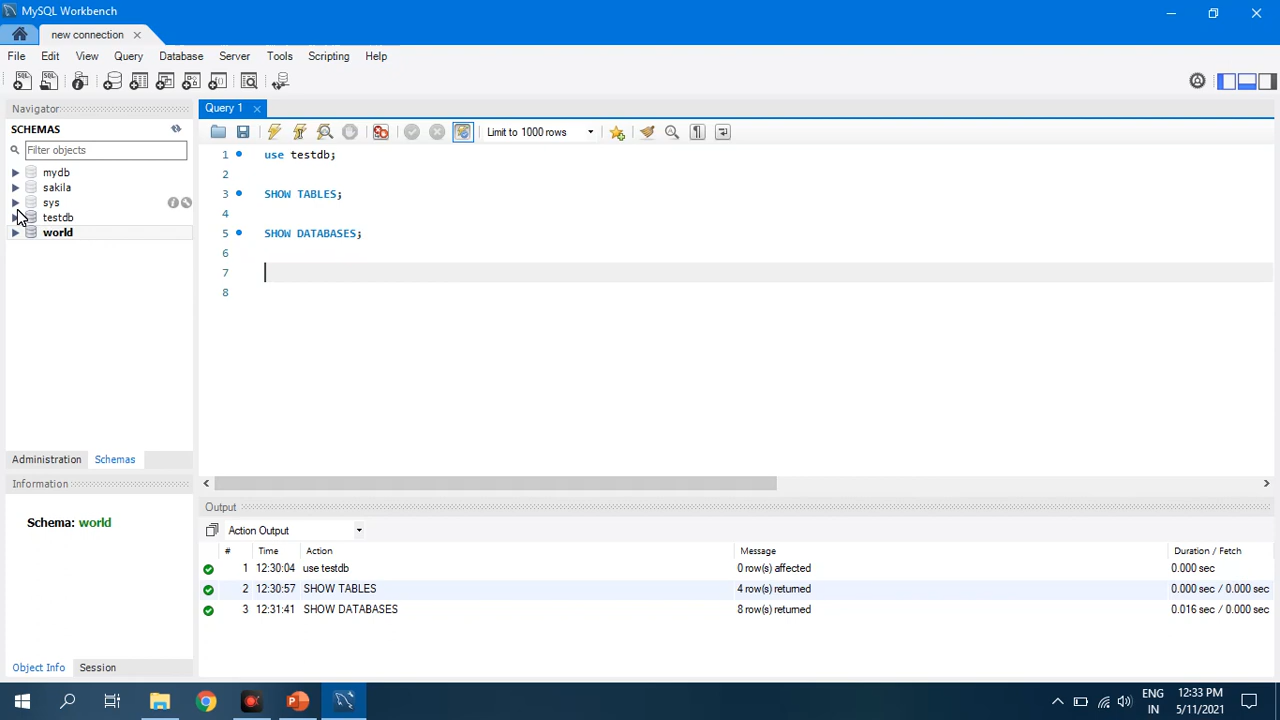 MySQL Workbench
new connection
File Edit View Query Database Server Tools Scripting Help
Navigator
SCHEMAS
Filter objects
mydb
sakila
sys
testdb
world
Administration Schemas
Information
Schema: world
Object Info Session
Query 1
Limit to 1000 rows
1 use testdb;
2
3 SHOW TABLES;
4
5 SHOW DATABASES;
6
7
8
Output
Action Output
# Time Action Message Duration / Fetch
1 12:30:04 use testdb 0 row(s) affected 0.000 sec
2 12:30:57 SHOW TABLES 4 row(s) returned 0.000 sec / 0.000 sec
3 12:31:41 SHOW DATABASES 8 row(s) returned 0.016 sec / 0.000 sec
ENG 12:33 PM
IN 5/11/2021